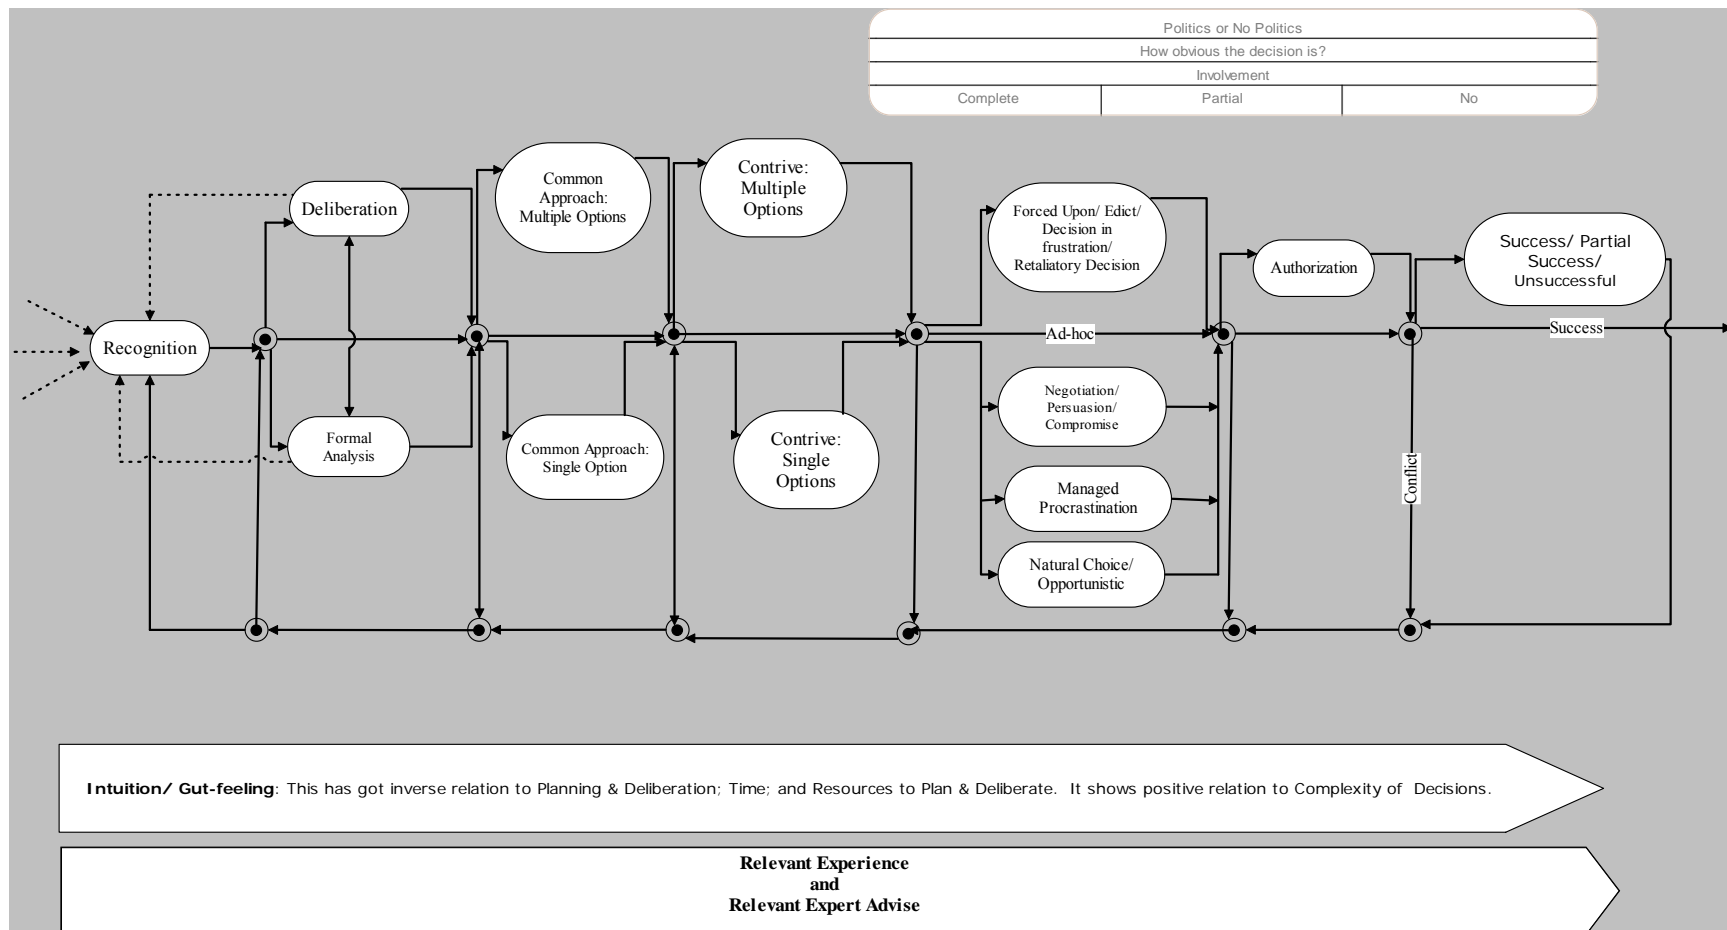 Politics or No Politics
How obvious the decision is?
Involvement
Complete
Partial
No
Deliberation
Common
Approach:
Multiple Options
Contrive:
Multiple
Options
Forced Upon/ Edict/
Decision in
frustration/
Retaliatory Decision
Authorization
Success/ Partial
Success/
Unsuccessful
Recognition
Ad-hoc
Success
Formal
Analysis
Common Approach:
Single Option
Contrive:
Single
Options
Negotiation/
Persuasion/
Compromise
Conflict
Managed
Procrastination
Natural Choice/
Opportunistic
Intuition/ Gut-feeling: This has got inverse relation to Planning & Deliberation; Time; and Resources to Plan & Deliberate. It shows positive relation to Complexity of Decisions.
Relevant Experience
and
Relevant Expert Advise